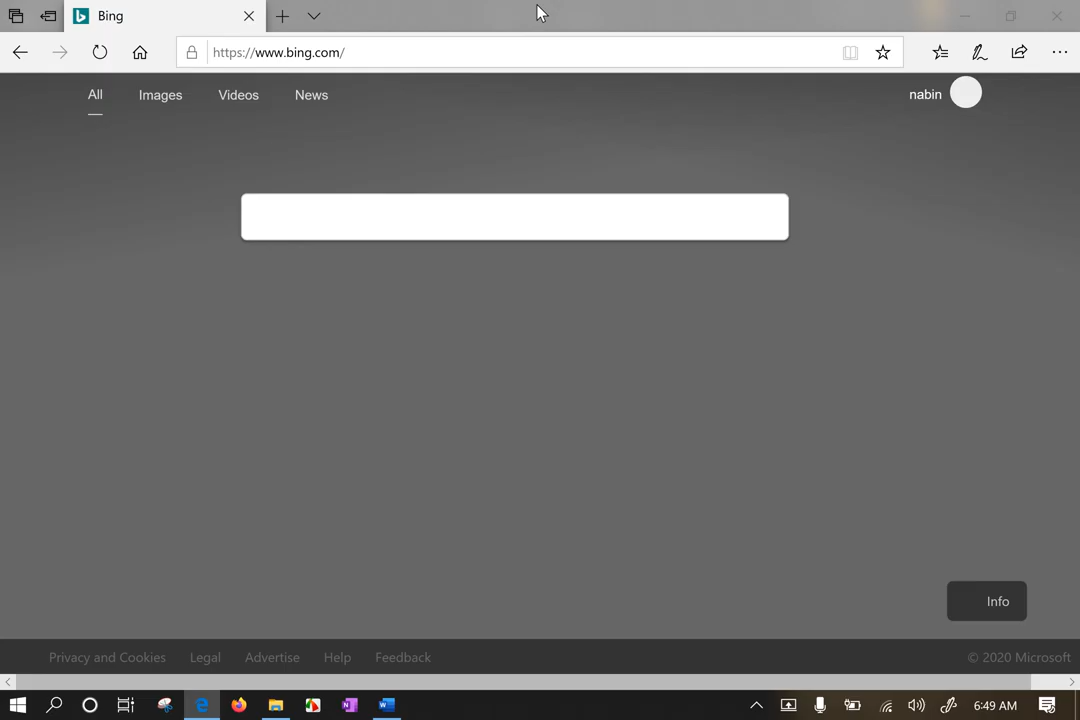 Bing
https://www.bing.com/
All Images Videos News nabin
Info
Privacy and Cookies Legal Advertise Help Feedback © 2020 Microsoft
6:49 AM